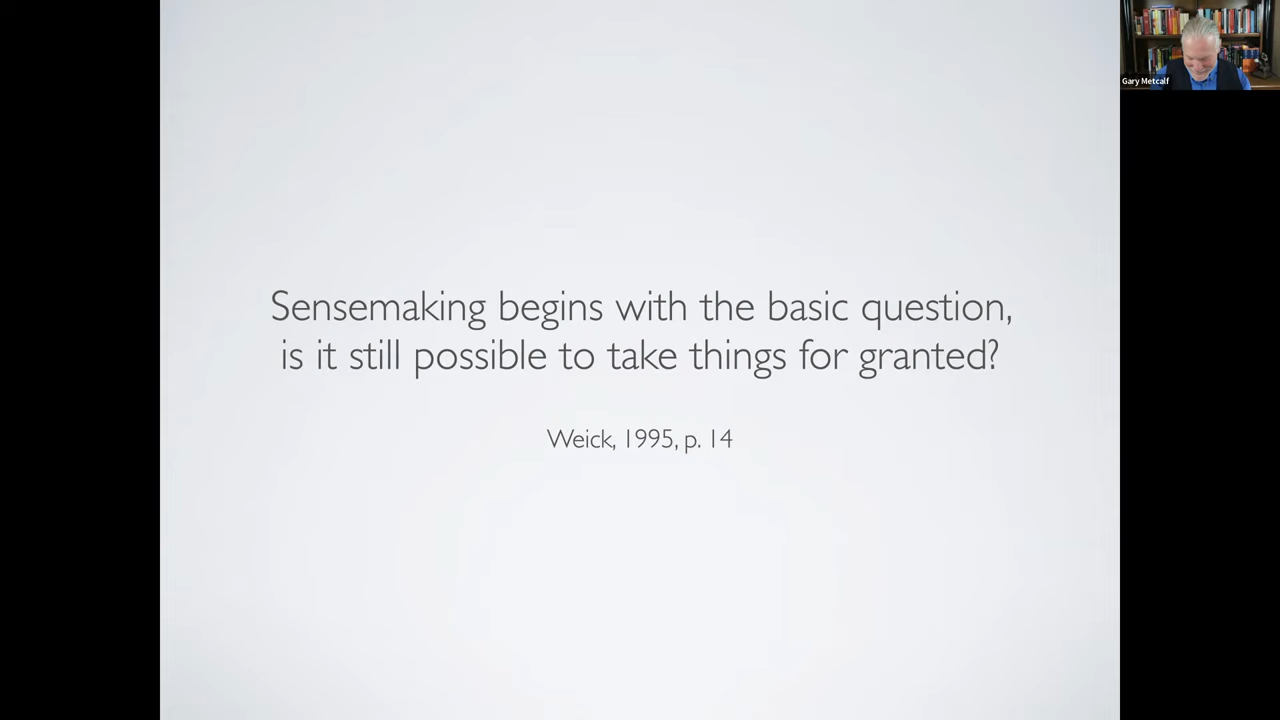 Sensemaking begins with the basic question,
is it still possible to take things for granted?
Weick, 1995, p. 14
Gary Metcalf